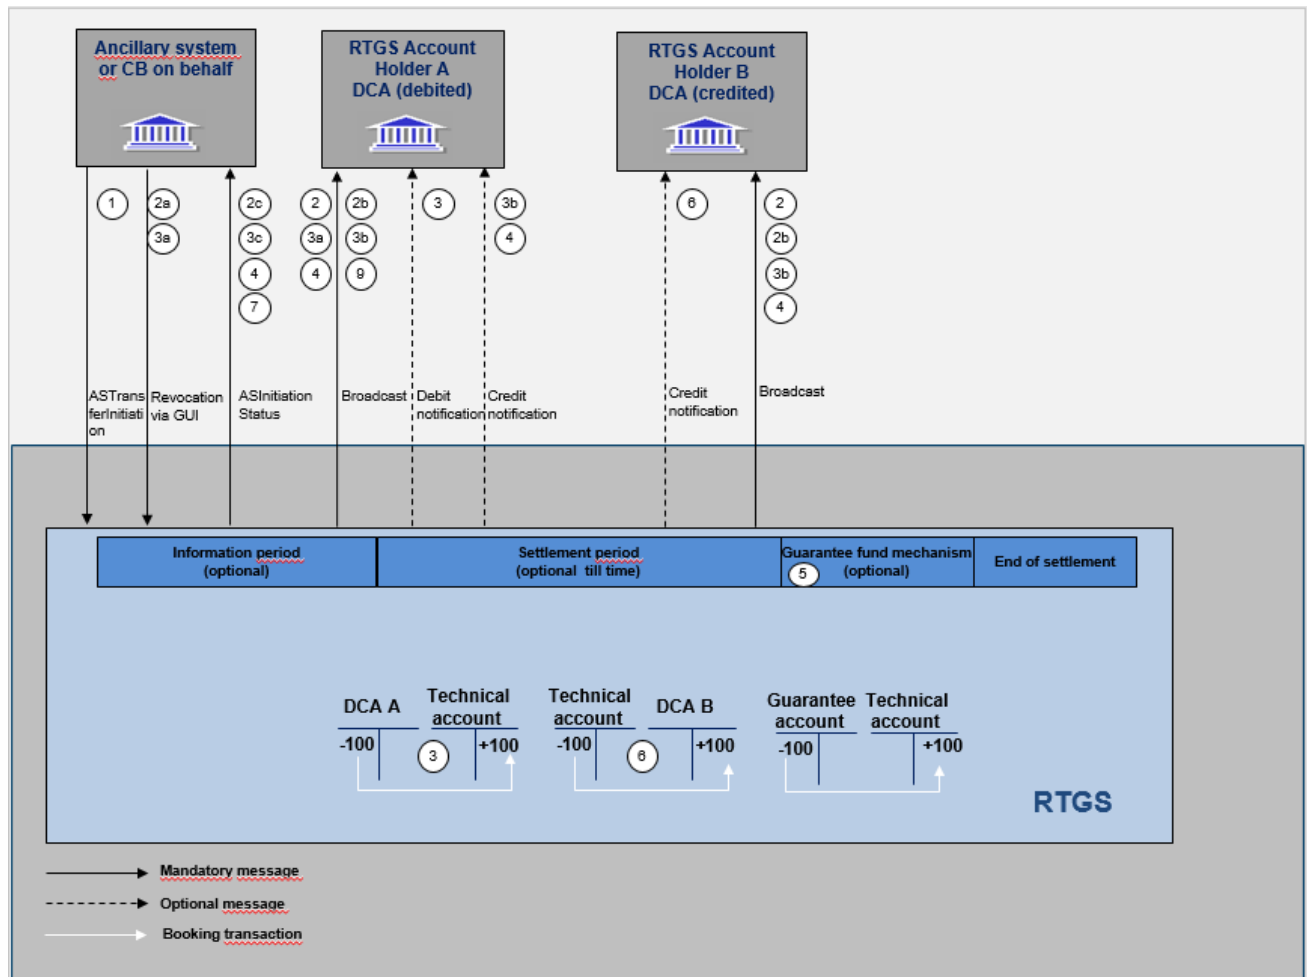 Ancillary system
or CB on behalf
RTGS Account
Holder A
DCA (debited)
RTGS Account
Holder B
DCA (credited)
1
2a
3a
2c
3c
4
7
2
3a
4
2b
3b
9
3
3b
4
6
2
2b
3b
4
ASTrans
ferInitiati
on
Revocation
via GUI
ASInitiation
Status
Broadcast
Debit
notification
Credit
notification
Credit
notification
Broadcast
Information period
(optional)
Settlement period
(optional till time)
Guarantee fund mechanism
5 (optional)
End of settlement
DCA A
Technical
account
-100
3
+100
Technical
account
DCA B
-100
6
+100
Guarantee
account
Technical
account
-100
+100
RTGS
Mandatory message
Optional message
Booking transaction